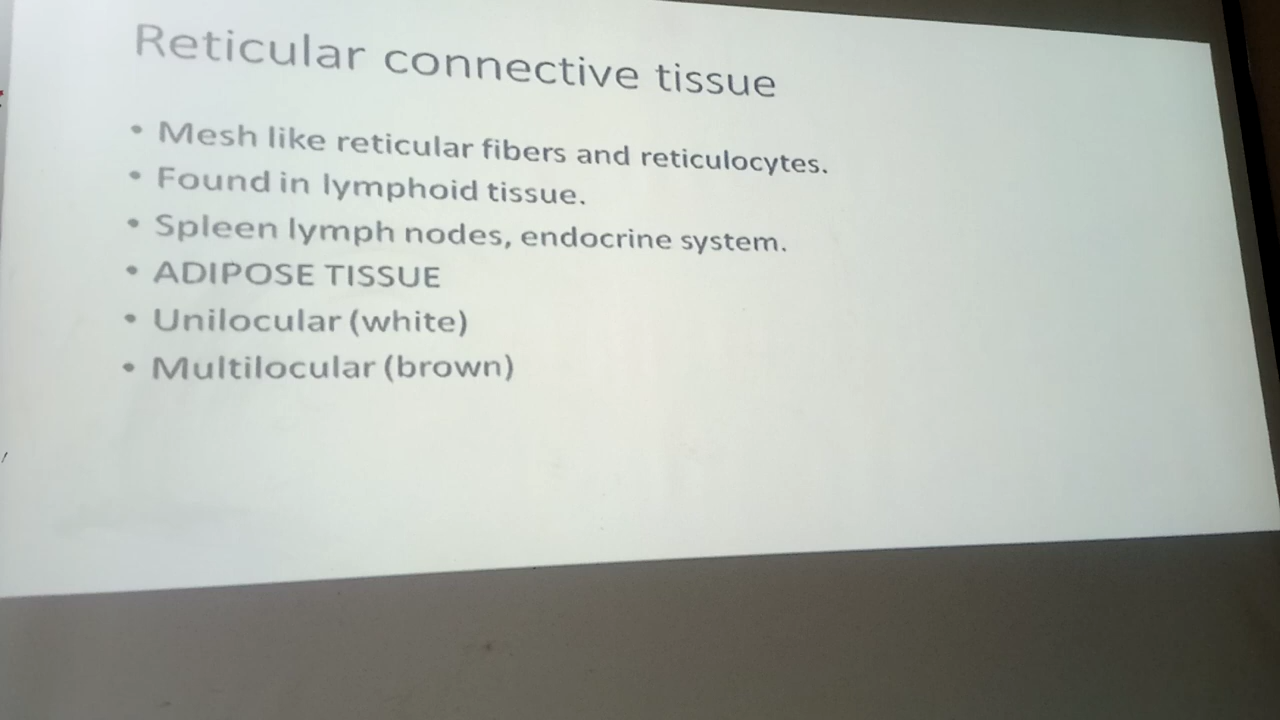 Reticular connective tissue
• Mesh like reticular fibers and reticulocytes.
• Found in lymphoid tissue.
• Spleen lymph nodes, endocrine system.
• ADIPOSE TISSUE
• Unilocular (white)
• Multilocular (brown)